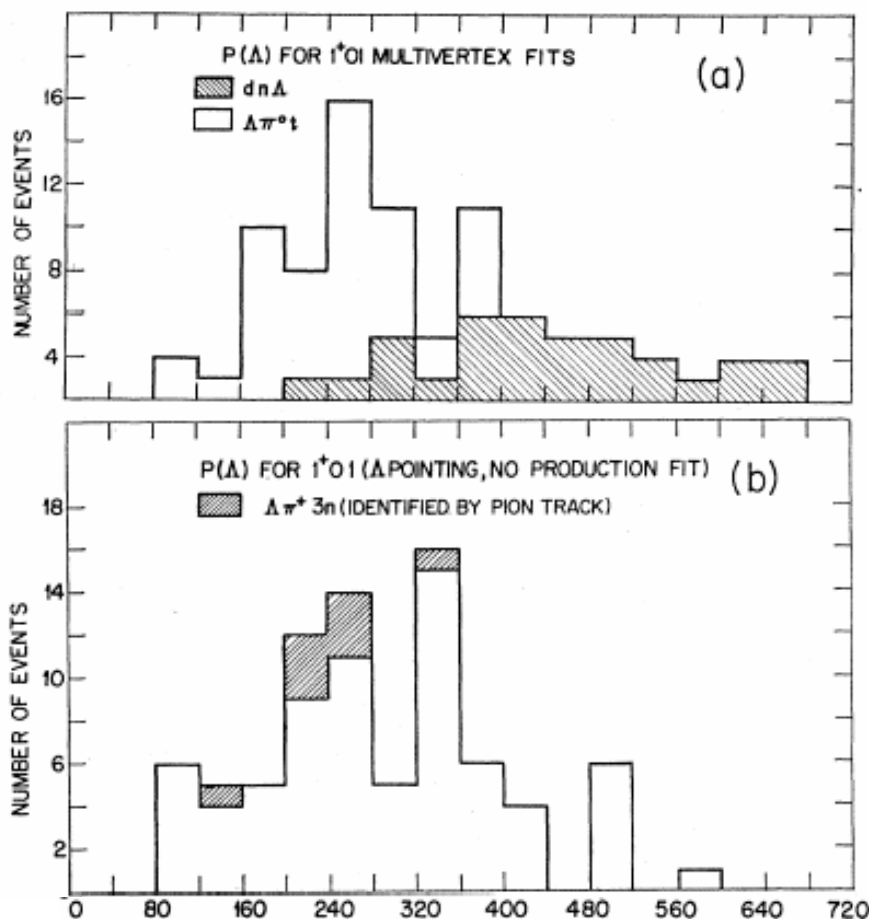 P(Λ) FOR 1⁺01 MULTIVERTEX FITS
(a)
dnΛ
Λπ°t
NUMBER OF EVENTS
16
12
8
4
P(Λ) FOR 1⁺01 (Λ POINTING, NO PRODUCTION FIT)
(b)
Λπ⁺ 3n (IDENTIFIED BY PION TRACK)
NUMBER OF EVENTS
18
14
10
6
2
0 80 160 240 320 400 480 560 640 720